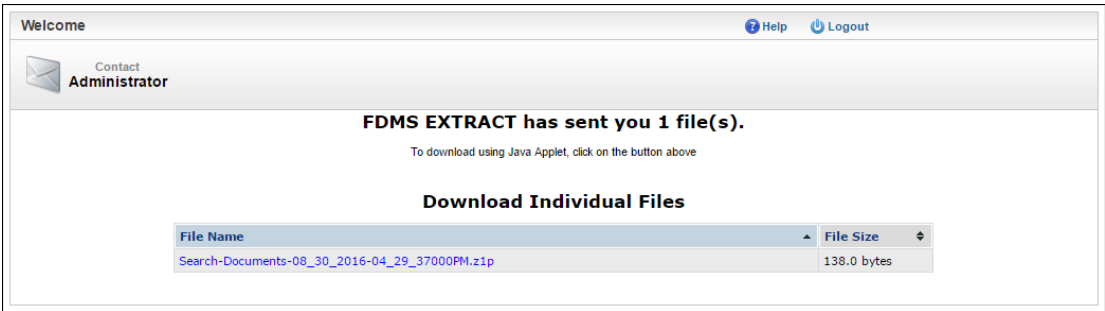 Welcome
Help
Logout
Contact
Administrator
FDMS EXTRACT has sent you 1 file(s).
To download using Java Applet, click on the button above
Download Individual Files
File Name
File Size
Search-Documents-08_30_2016-04_29_37000PM.z1p
138.0 bytes